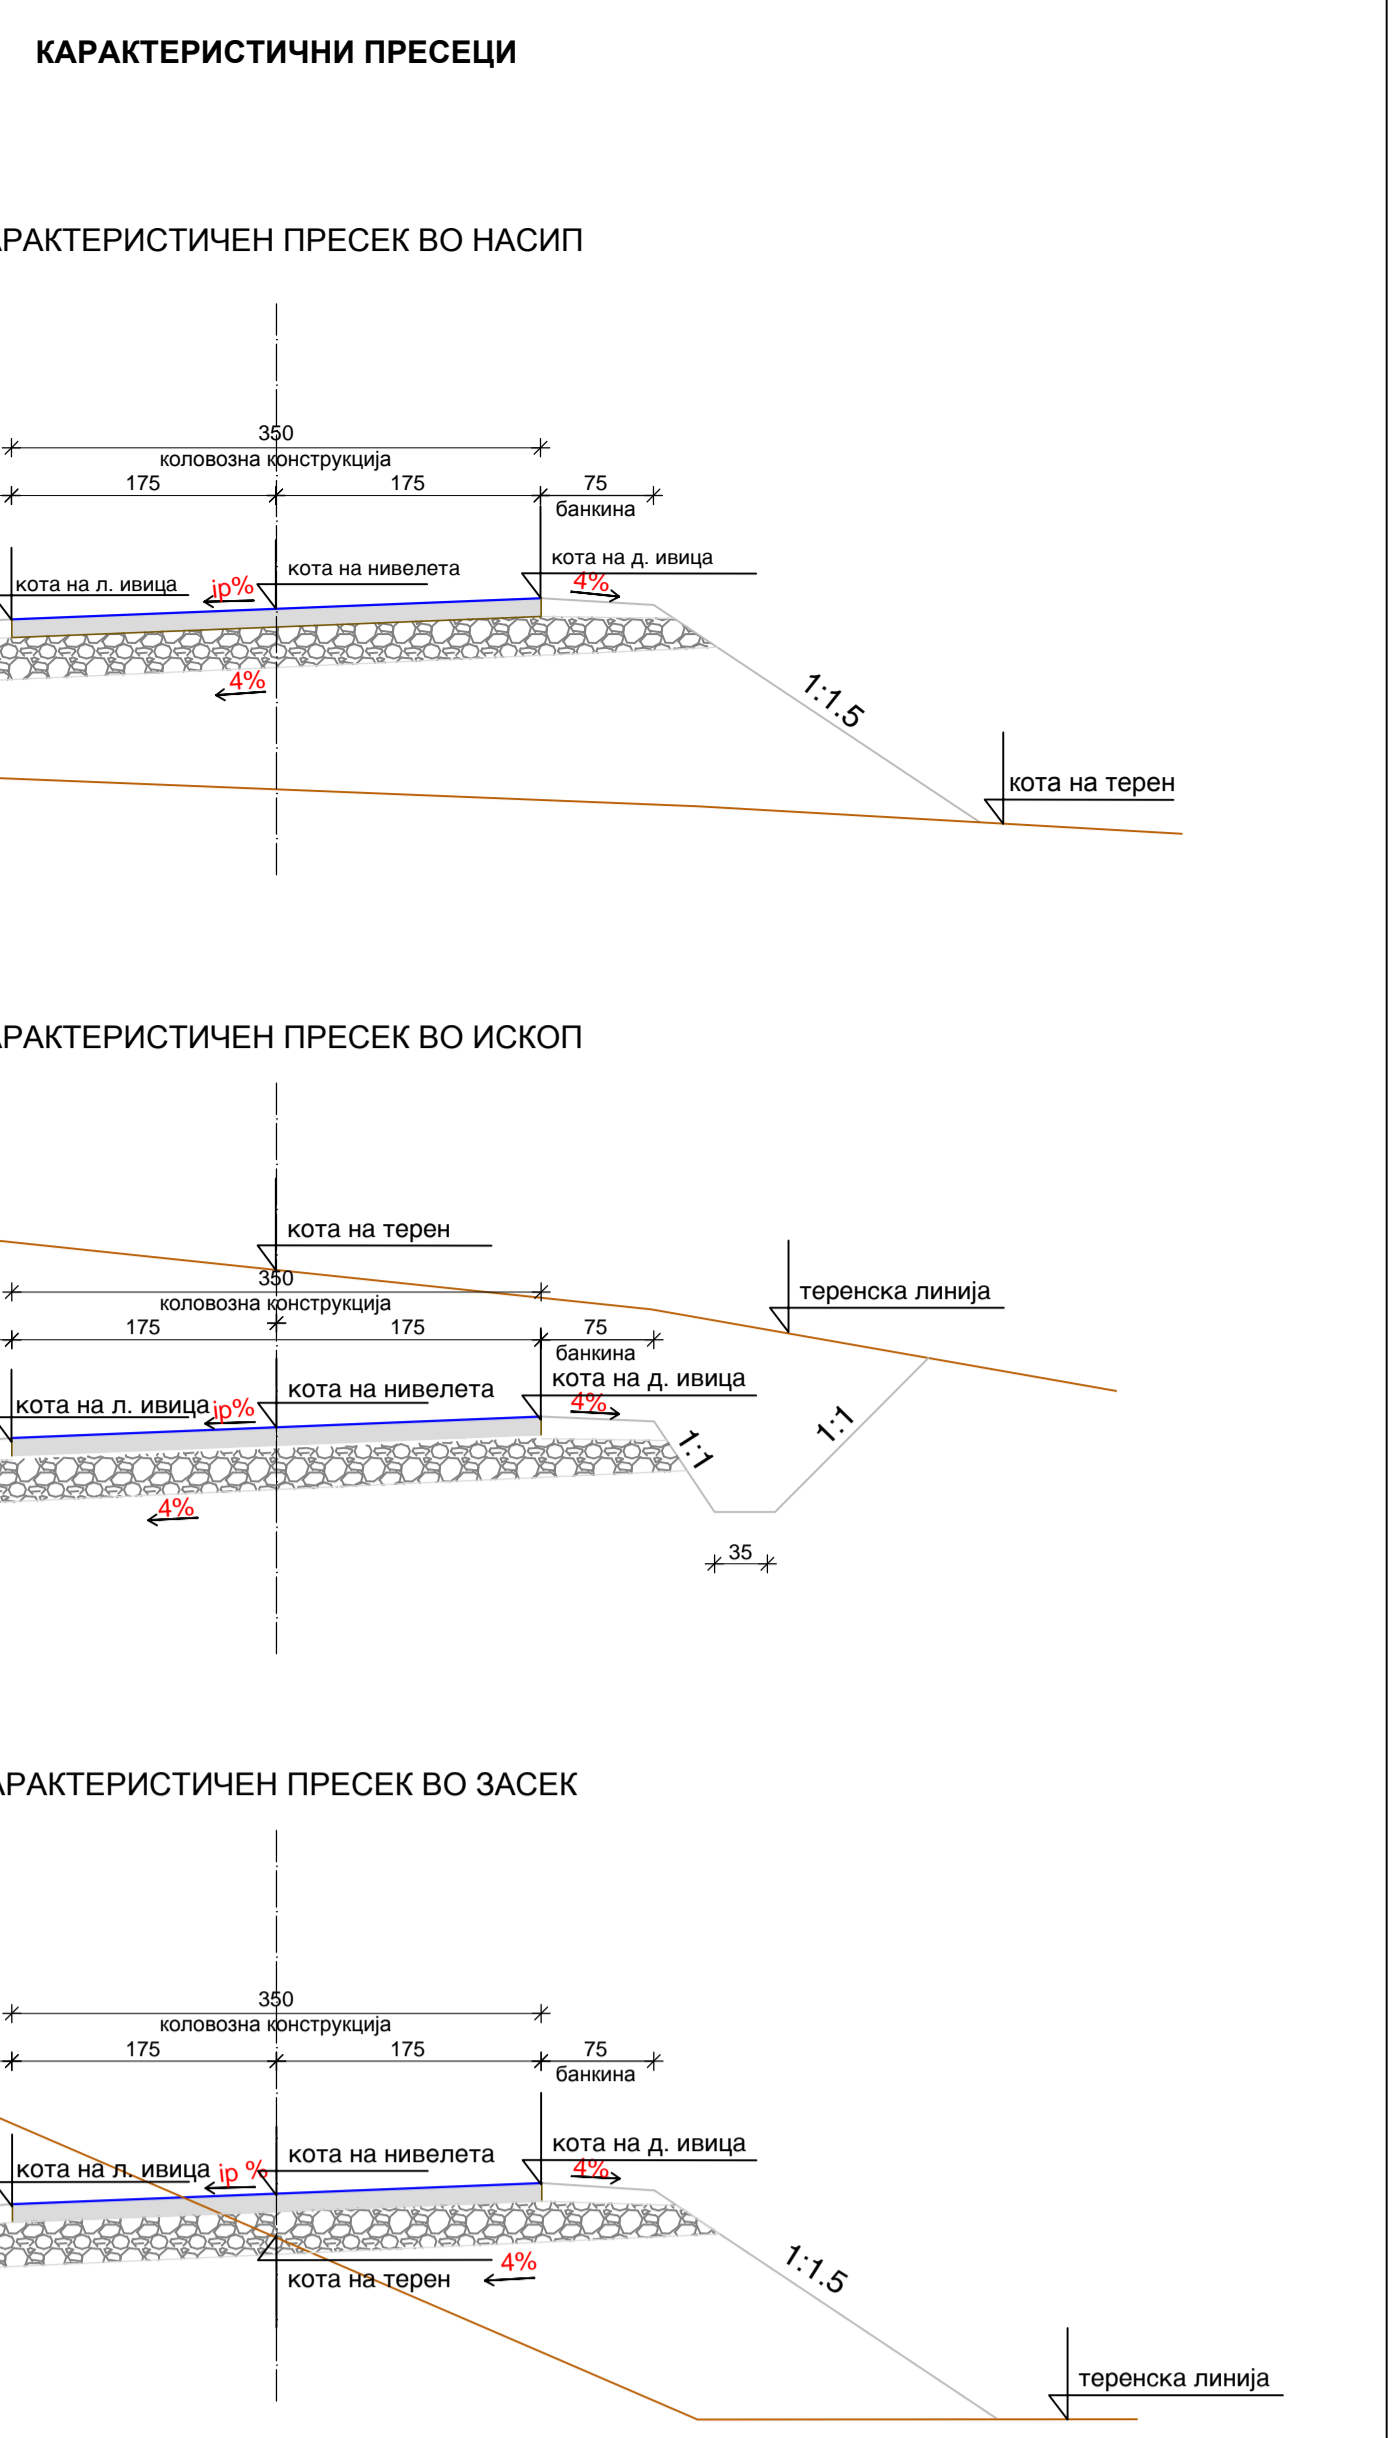 КАРАКТЕРИСТИЧНИ ПРЕСЕЦИ
АРАКТЕРИСТИЧЕН ПРЕСЕК ВО НАСИП
350
коловозна конструкција
175 175 75
банкина
кота на л. ивица ip% кота на нивелета кота на д. ивица
4%
4%
1:1.5
кота на терен
АРАКТЕРИСТИЧЕН ПРЕСЕК ВО ИСКОП
кота на терен
350
теренска линија
коловозна конструкција
175 175 75
банкина
кота на л. ивица ip% кота на нивелета кота на д. ивица
4%
1:1 1:1
4%
35
АРАКТЕРИСТИЧЕН ПРЕСЕК ВО ЗАСЕК
350
коловозна конструкција
175 175 75
банкина
кота на л. ивица ip % кота на нивелета кота на д. ивица
4%
4%
кота на терен
1:1.5
теренска линија